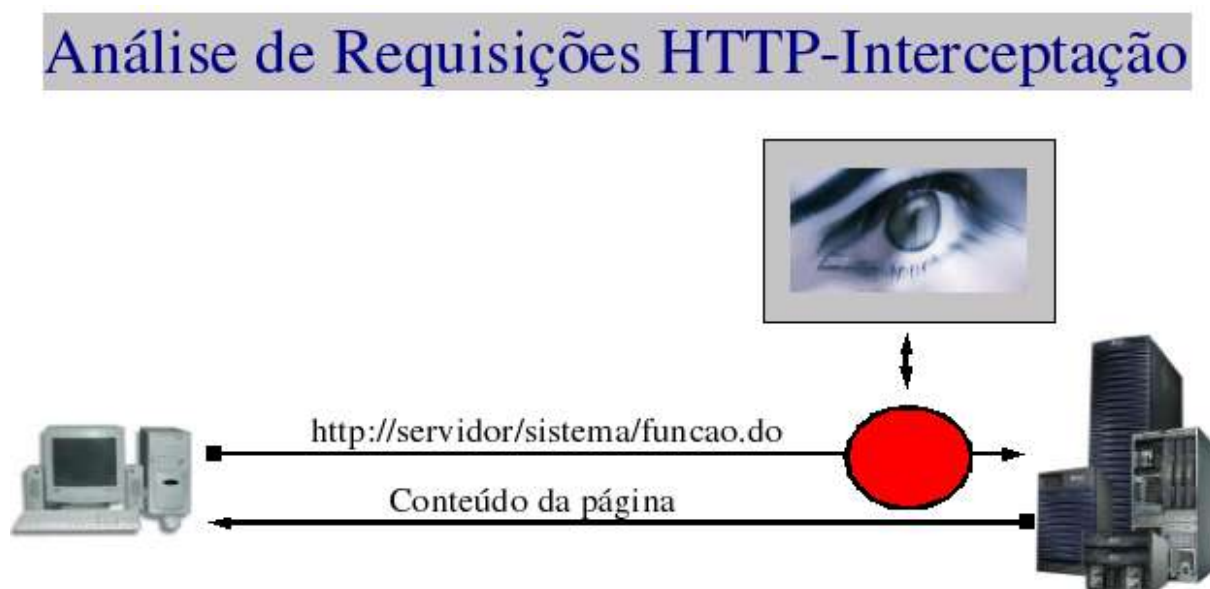 Análise de Requisições HTTP-Interceptação
http://servidor/sistema/funcao.do
Conteúdo da página